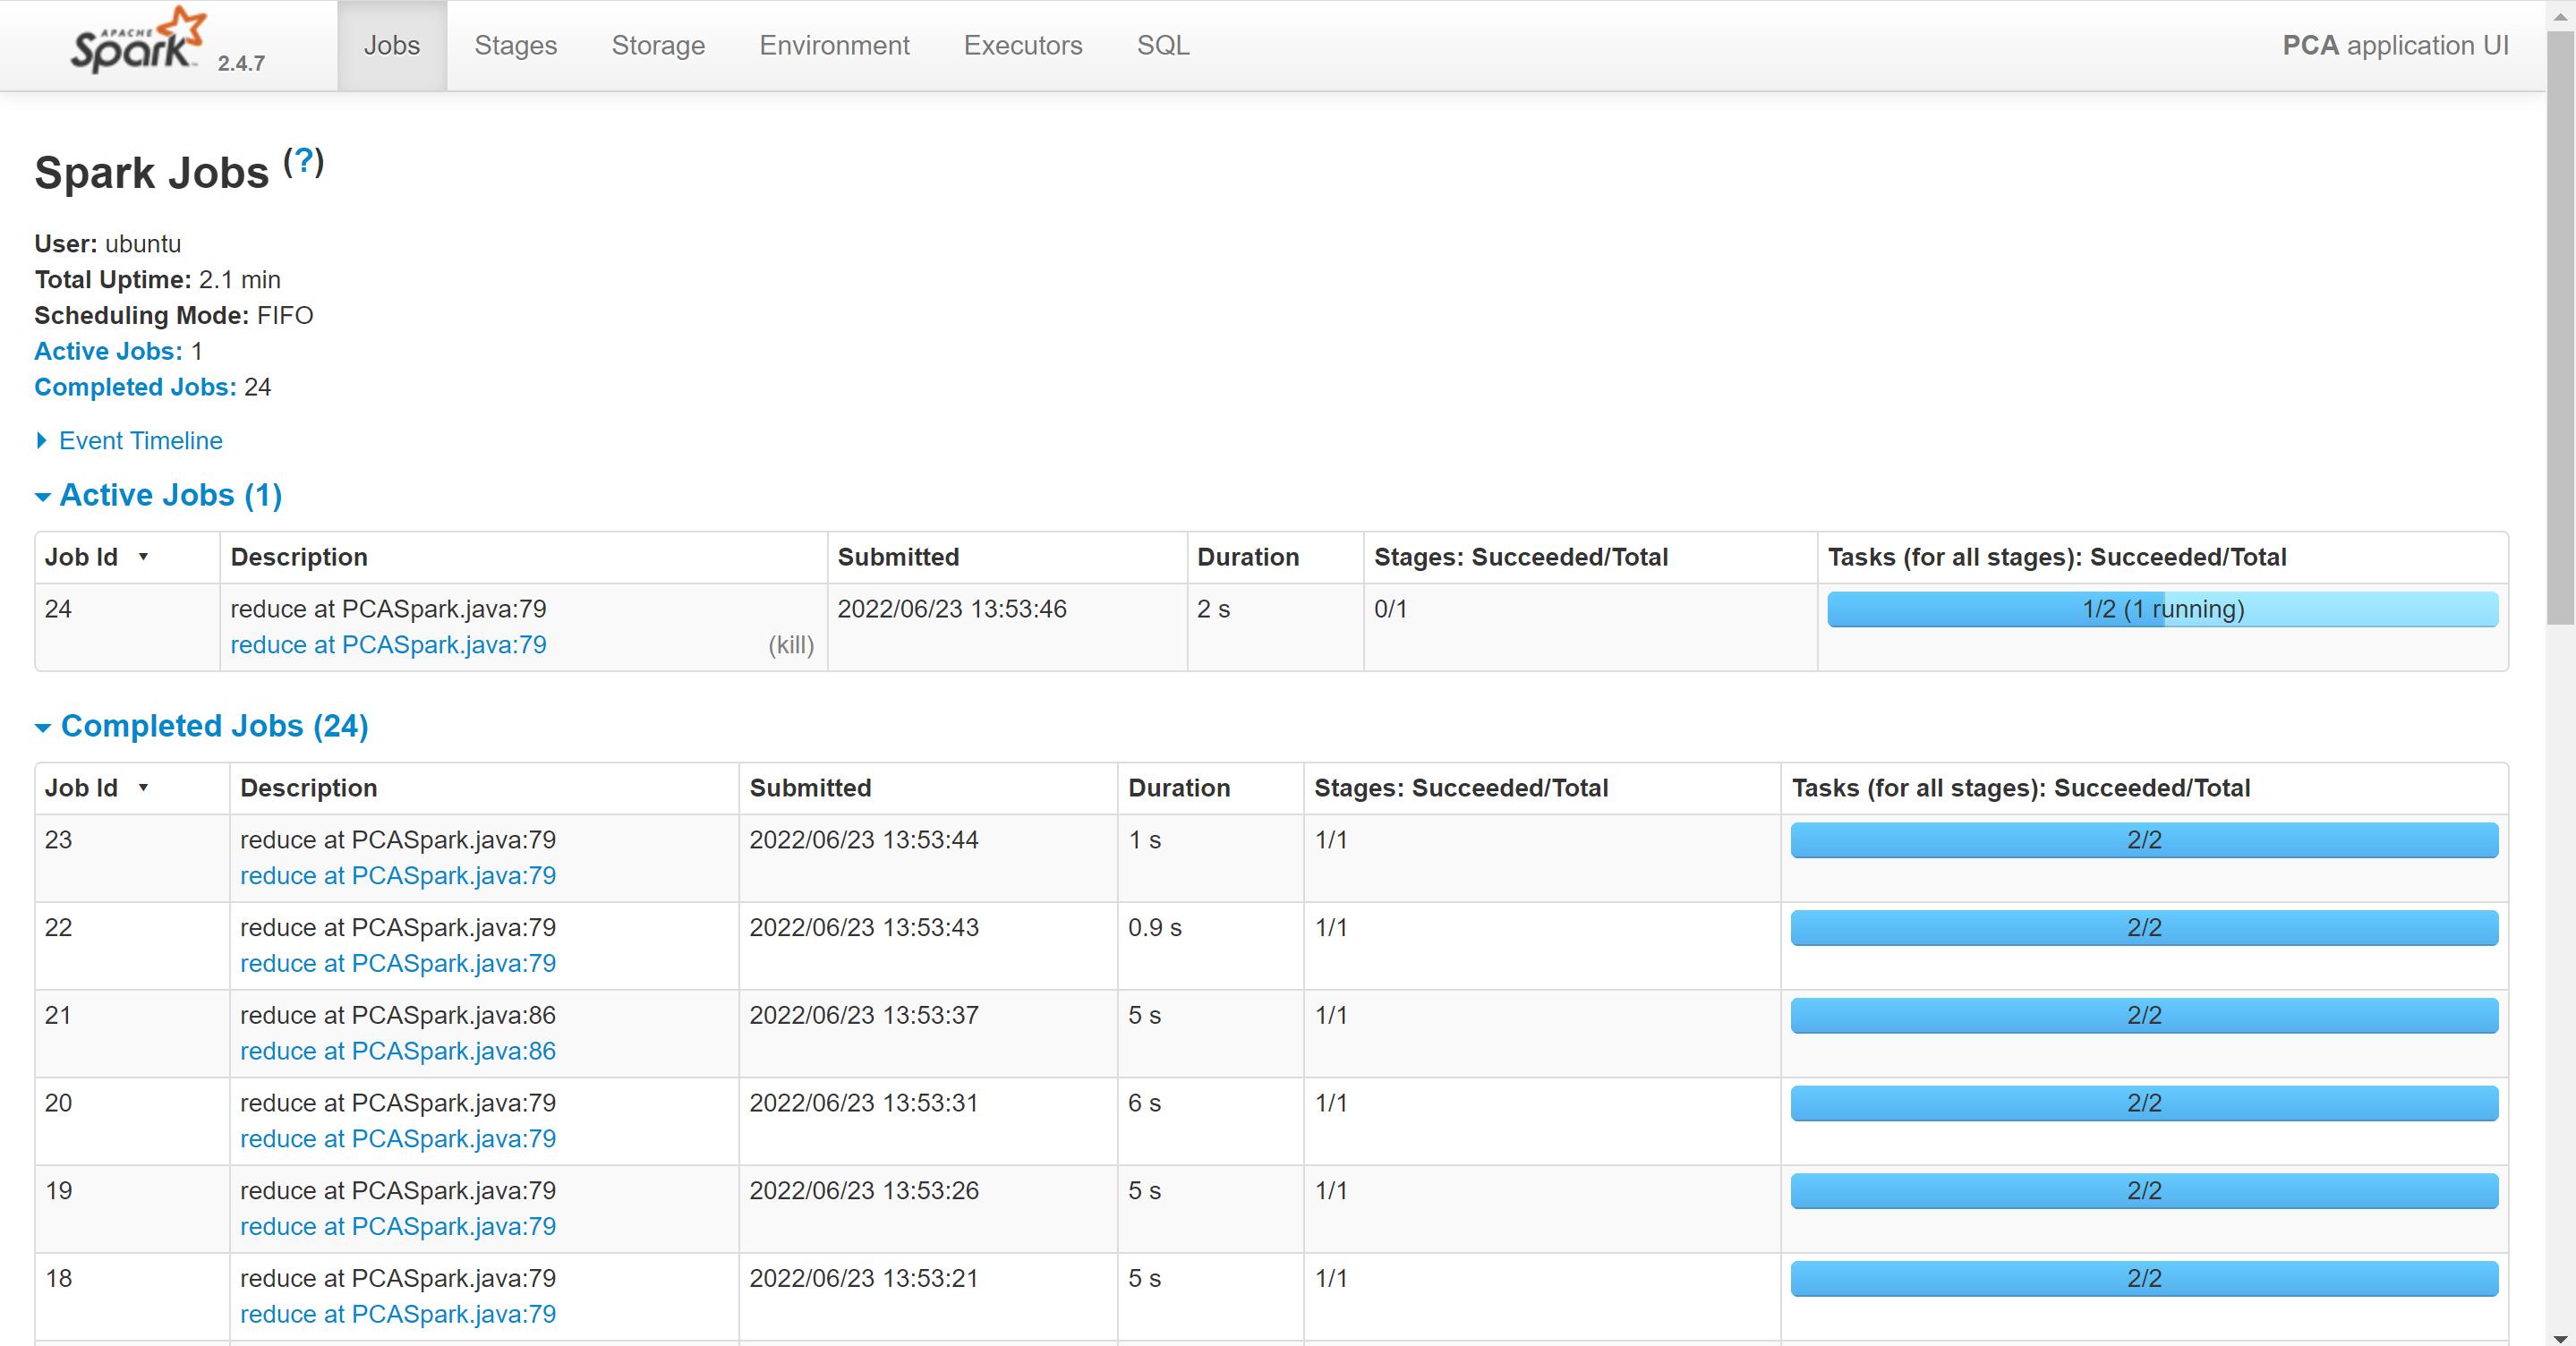 APACHE
Spark 2.4.7
Jobs Stages Storage Environment Executors SQL PCA application UI
Spark Jobs (?)
User: ubuntu
Total Uptime: 2.1 min
Scheduling Mode: FIFO
Active Jobs: 1
Completed Jobs: 24
Event Timeline
Active Jobs (1)
Job Id Description Submitted Duration Stages: Succeeded/Total Tasks (for all stages): Succeeded/Total
24 reduce at PCASpark.java:79 2022/06/23 13:53:46 2 s 0/1 1/2 (1 running)
reduce at PCASpark.java:79 (kill)
Completed Jobs (24)
Job Id Description Submitted Duration Stages: Succeeded/Total Tasks (for all stages): Succeeded/Total
23 reduce at PCASpark.java:79 2022/06/23 13:53:44 1 s 1/1 2/2
reduce at PCASpark.java:79
22 reduce at PCASpark.java:79 2022/06/23 13:53:43 0.9 s 1/1 2/2
reduce at PCASpark.java:79
21 reduce at PCASpark.java:86 2022/06/23 13:53:37 5 s 1/1 2/2
reduce at PCASpark.java:86
20 reduce at PCASpark.java:79 2022/06/23 13:53:31 6 s 1/1 2/2
reduce at PCASpark.java:79
19 reduce at PCASpark.java:79 2022/06/23 13:53:26 5 s 1/1 2/2
reduce at PCASpark.java:79
18 reduce at PCASpark.java:79 2022/06/23 13:53:21 5 s 1/1 2/2
reduce at PCASpark.java:79